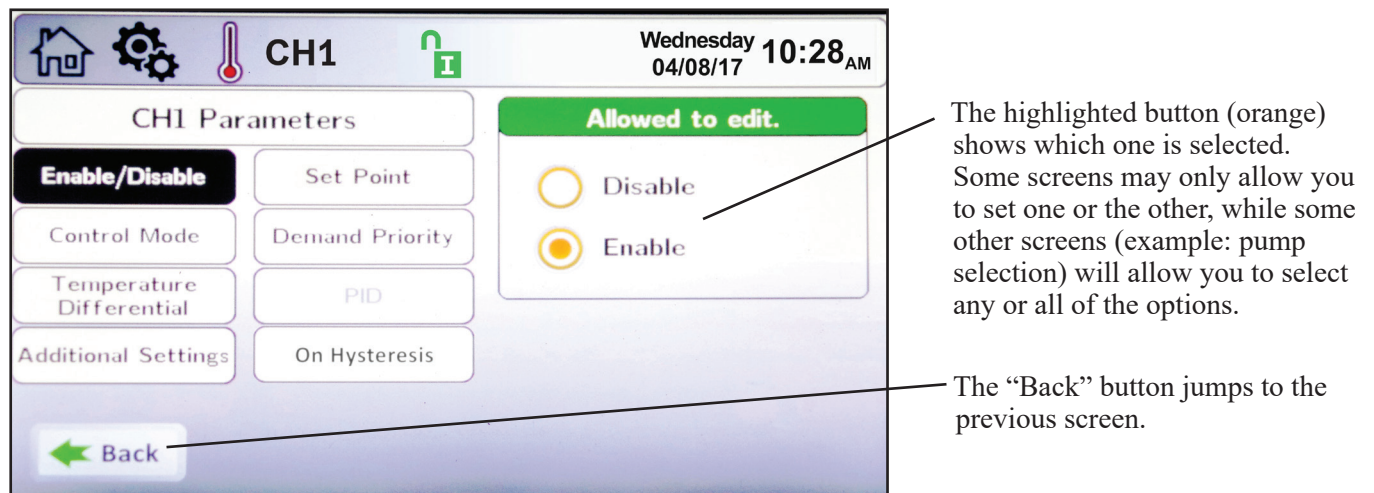 CH1
I
Wednesday
04/08/17
10:28 AM
CH1 Parameters
Enable/Disable
Set Point
Control Mode
Demand Priority
Temperature
Differential
PID
Additional Settings
On Hysteresis
Back
Allowed to edit.
Disable
Enable
The highlighted button (orange)
shows which one is selected.
Some screens may only allow you
to set one or the other, while some
other screens (example: pump
selection) will allow you to select
any or all of the options.
The “Back” button jumps to the
previous screen.